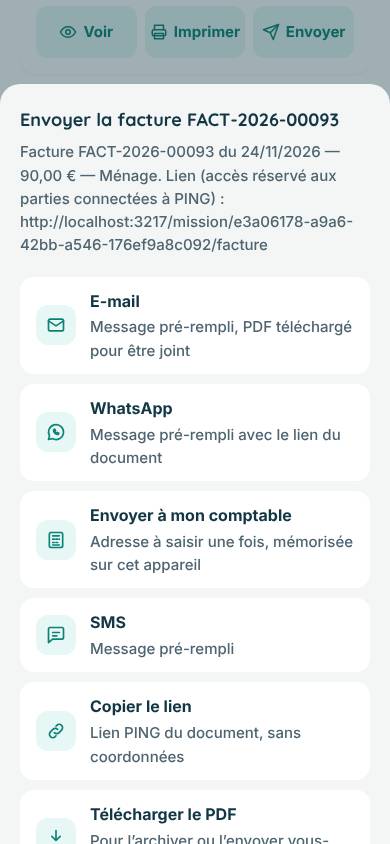 Voir
Imprimer
Envoyer
Envoyer la facture FACT-2026-00093
Facture FACT-2026-00093 du 24/11/2026 —
90,00 € — Ménage. Lien (accès réservé aux
parties connectées à PING) :
http://localhost:3217/mission/e3a06178-a9a6-
42bb-a546-176ef9a8c092/facture
E-mail
Message pré-rempli, PDF téléchargé
pour être joint
WhatsApp
Message pré-rempli avec le lien du
document
Envoyer à mon comptable
Adresse à saisir une fois, mémorisée
sur cet appareil
SMS
Message pré-rempli
Copier le lien
Lien PING du document, sans
coordonnées
Télécharger le PDF
Pour l'archiver ou l'envoyer vous-